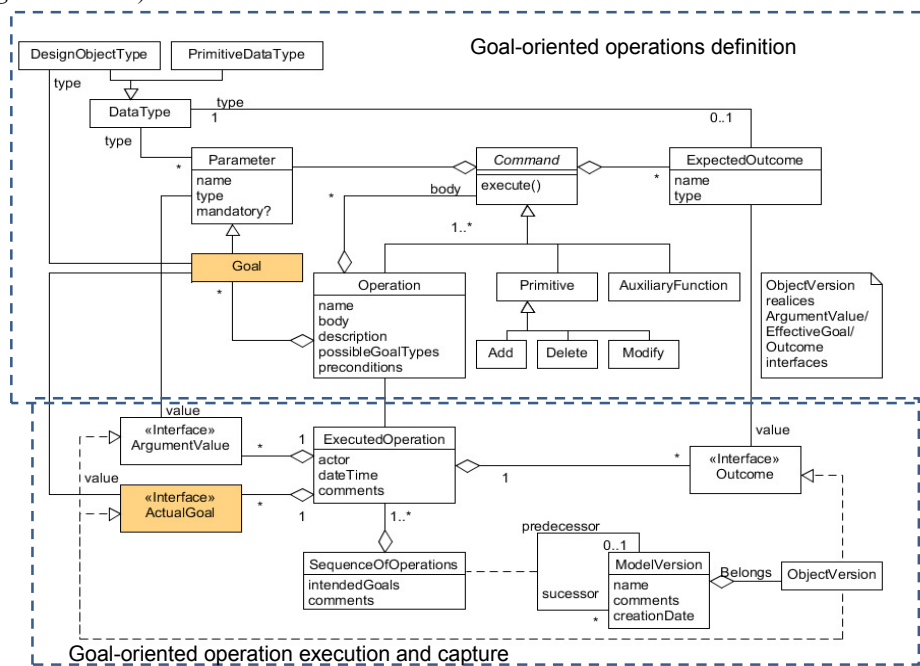 Goal-oriented operations definition
DesignObjectType
PrimitiveDataType
type
DataType
type
1
0..1
type
*
Parameter
name
type
mandatory?
Command
execute()
*
ExpectedOutcome
name
type
body
*
1..*
Goal
*
Operation
name
body
description
possibleGoalTypes
preconditions
Primitive
AuxiliaryFunction
Add
Delete
Modify
ObjectVersion
realices
ArgumentValue/
EffectiveGoal/
Outcome
interfaces
value
«Interface»
ArgumentValue
*
1
ExecutedOperation
actor
dateTime
comments
1
*
value
«Interface»
Outcome
value
«Interface»
ActualGoal
*
1
1..*
SequenceOfOperations
intendedGoals
comments
predecessor
0..1
sucessor
*
ModelVersion
name
comments
creationDate
Belongs
ObjectVersion
Goal-oriented operation execution and capture